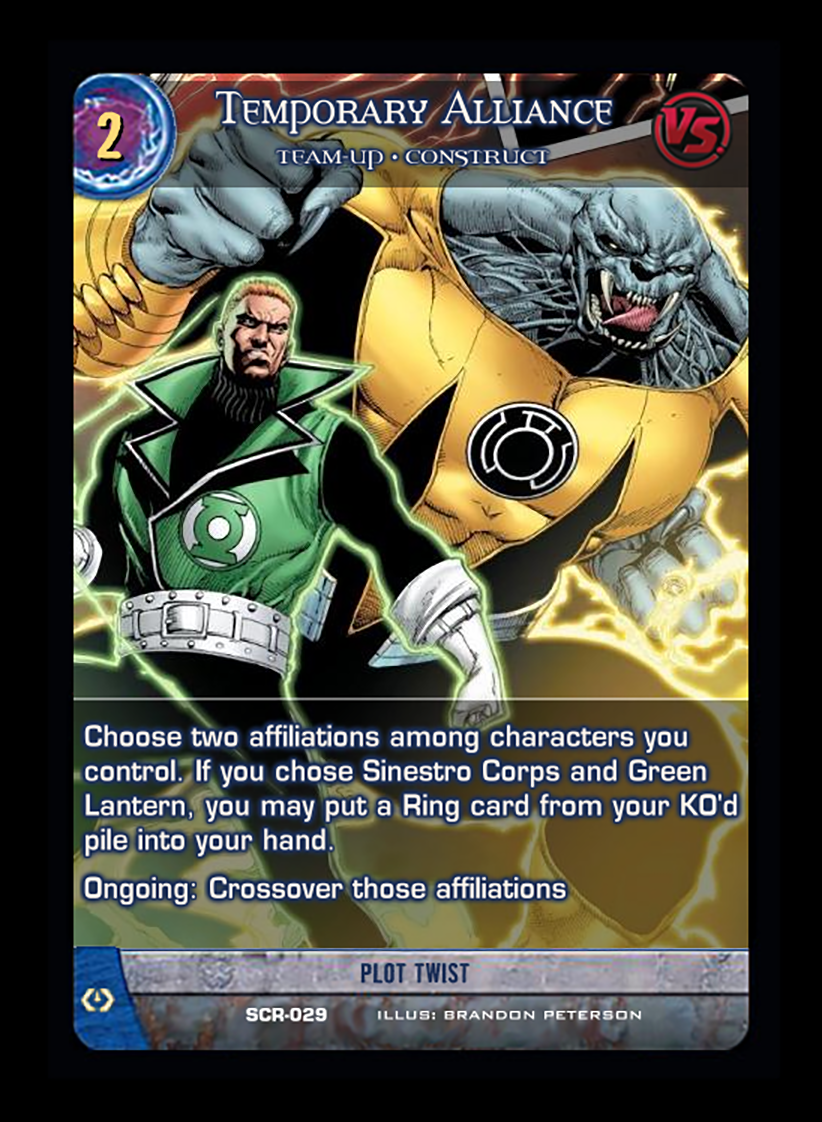 2
TEMPORARY ALLIANCE
VS.
TEAM-UP • CONSTRUCT
Choose two affiliations among characters you
control. If you chose Sinestro Corps and Green
Lantern, you may put a Ring card from your KO'd
pile into your hand.
Ongoing: Crossover those affiliations
PLOT TWIST
SCR-029 ILLUS: BRANDON PETERSON